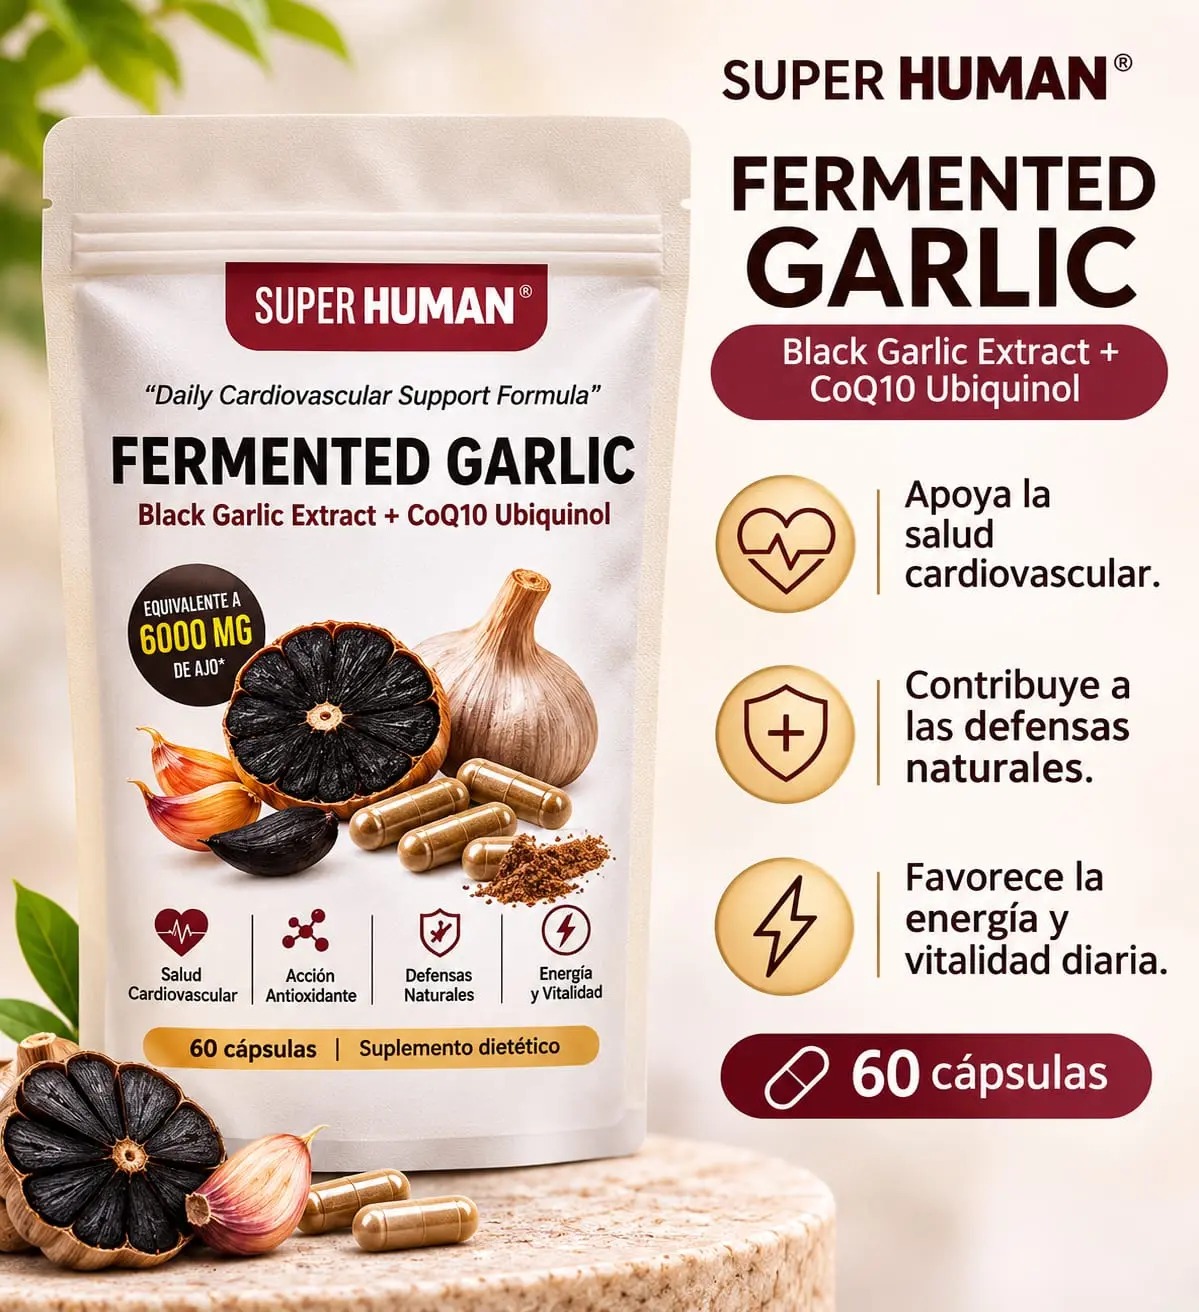 SUPER HUMAN®
"Daily Cardiovascular Support Formula"
FERMENTED GARLIC
Black Garlic Extract + CoQ10 Ubiquinol
EQUIVALENTE A
6000 MG
DE AJO*
Salud
Cardiovascular
Acción
Antioxidante
Defensas
Naturales
Energía
y Vitalidad
60 cápsulas | Suplemento dietético
SUPER HUMAN®
FERMENTED
GARLIC
Black Garlic Extract +
CoQ10 Ubiquinol
Apoya la
salud
cardiovascular.
Contribuye a
las defensas
naturales.
Favorece la
energía y
vitalidad diaria.
60 cápsulas